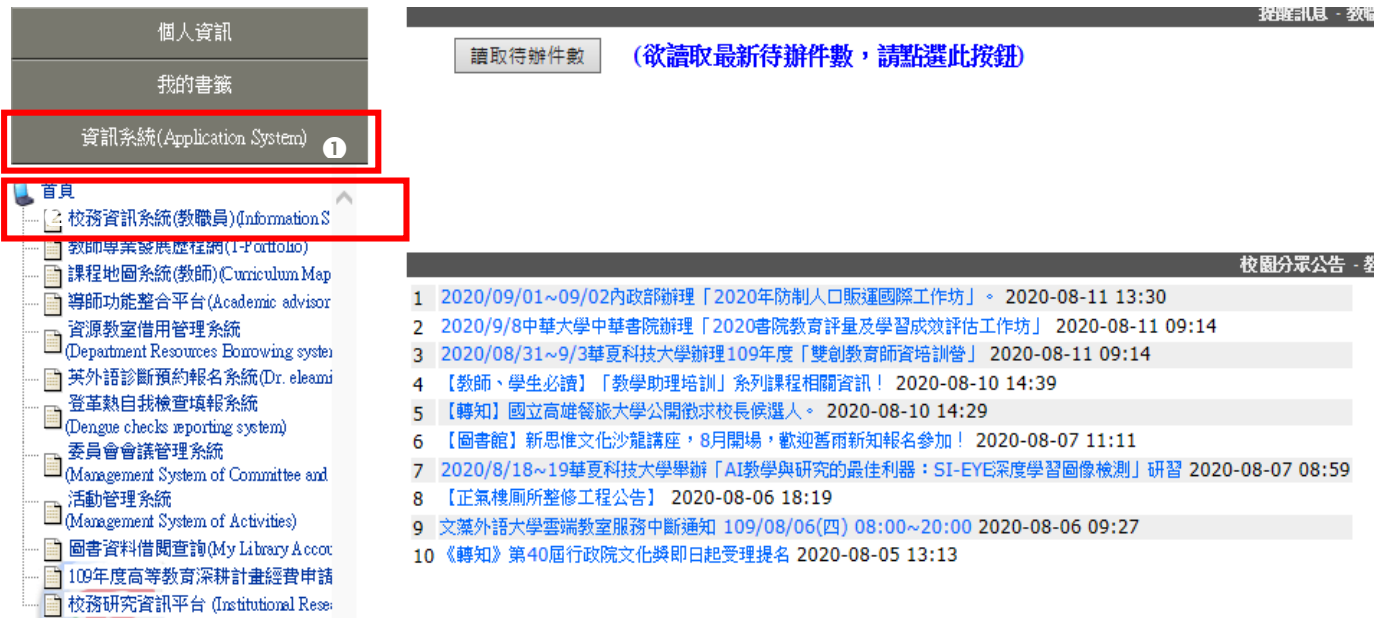 個人資訊
我的書籤
資訊系統(Application System) ❶
首頁
校務資訊系統(教職員)(Information S
教師專業發展歷程網(T-Portfolio)
課程地圖系統(教師)(Curriculum Map
導師功能整合平台(Academic advisor
資源教室借用管理系統
(Department Resources Borrowing syster
英外語診斷預約報名系統(Dr. eleami
登革熱自我檢查填報系統
(Dengue checks reporting system)
委員會會議管理系統
(Management System of Committee and
活動管理系統
(Management System of Activities)
圖書資料借閱查詢(My Library Accou
109年度高等教育深耕計畫經費申請
校務研究資訊平台 (Institutional Resea
提醒訊息 - 教職
讀取待辦件數 (欲讀取最新待辦件數，請點選此按鈕)
校園分眾公告 - 教
1 2020/09/01~09/02內政部辦理「2020年防制人口販運國際工作坊」。 2020-08-11 13:30
2 2020/9/8中華大學中華書院辦理「2020書院教育評量及學習成效評估工作坊」 2020-08-11 09:14
3 2020/08/31~9/3華夏科技大學辦理109年度「雙創教育師資培訓營」 2020-08-11 09:14
4 【教師、學生必讀】「教學助理培訓」系列課程相關資訊！ 2020-08-10 14:39
5 【轉知】國立高雄餐旅大學公開徵求校長候選人。 2020-08-10 14:29
6 【圖書館】新思惟文化沙龍講座，8月開場，歡迎舊雨新知報名參加！ 2020-08-07 11:11
7 2020/8/18~19華夏科技大學舉辦「AI教學與研究的最佳利器：SI-EYE深度學習圖像檢測」研習 2020-08-07 08:59
8 【正氣樓廁所整修工程公告】 2020-08-06 18:19
9 文藻外語大學雲端教室服務中斷通知 109/08/06(四) 08:00~20:00 2020-08-06 09:27
10 《轉知》第40屆行政院文化獎即日起受理提名 2020-08-05 13:13